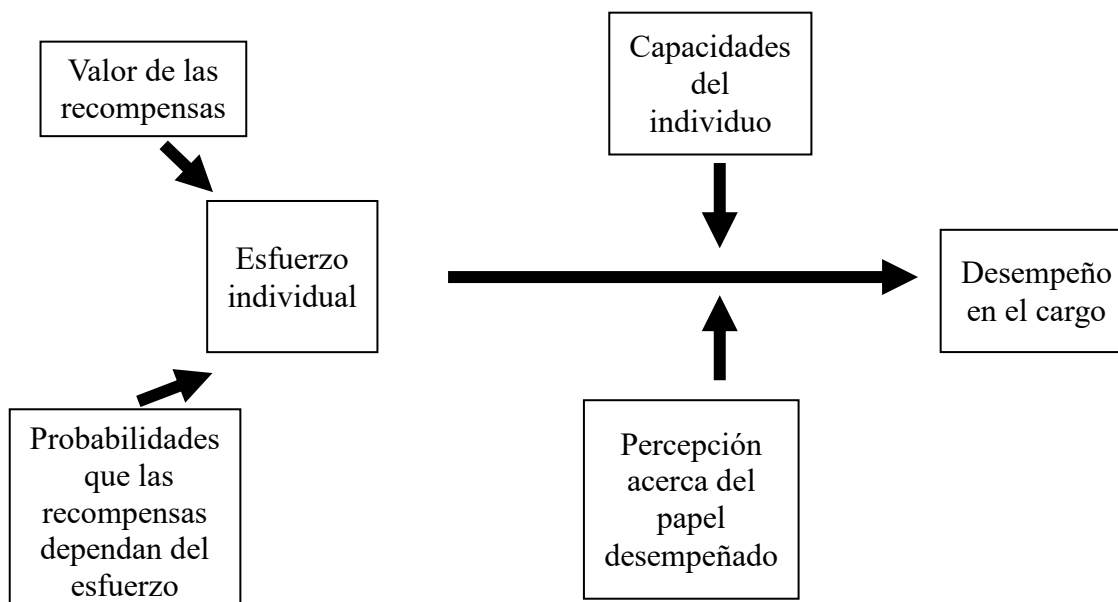 Valor de las
recompensas
Capacidades
del
individuo
Esfuerzo
individual
Desempeño
en el cargo
Probabilidades
que las
recompensas
dependan del
esfuerzo
Percepción
acerca del
papel
desempeñado